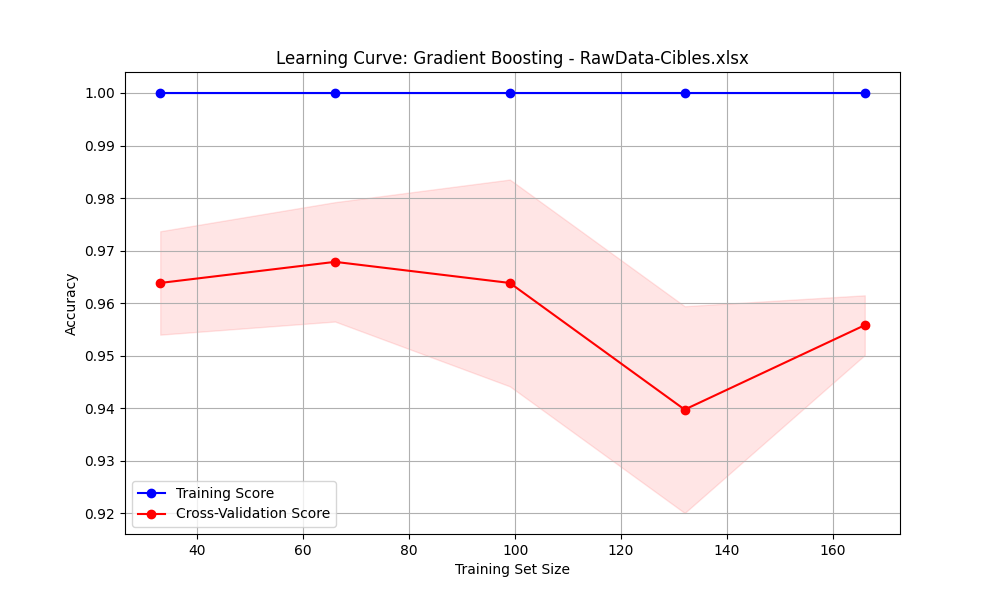 Learning Curve: Gradient Boosting - RawData-Cibles.xlsx
1.00
0.99
0.98
0.97
0.96
0.95
0.94
0.93
0.92
Accuracy
Training Score
Cross-Validation Score
40 60 80 100 120 140 160
Training Set Size